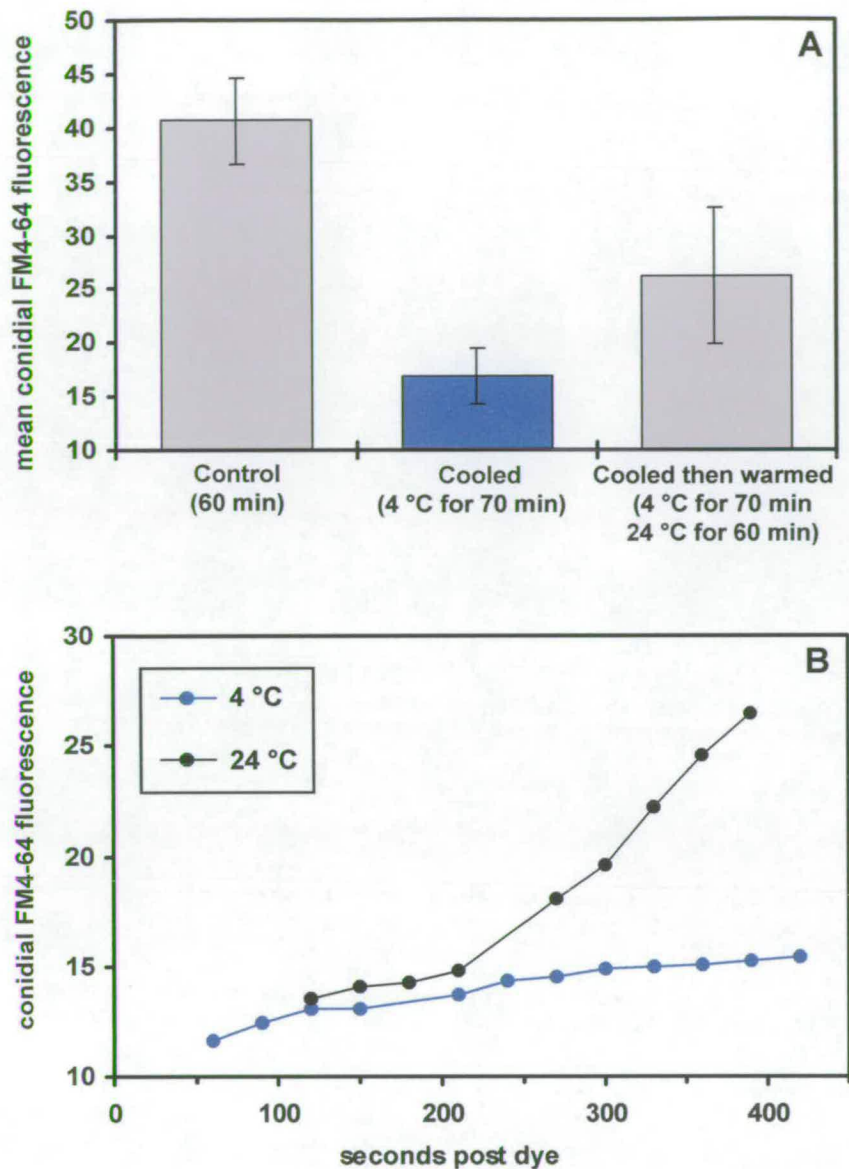 A
mean conidial FM4-64 fluorescence
50
45
40
35
30
25
20
15
10
Control
(60 min)
Cooled
(4 °C for 70 min)
Cooled then warmed
(4 °C for 70 min
24 °C for 60 min)
B
conidial FM4-64 fluorescence
30
25
20
15
10
4 °C
24 °C
0
100
200
300
400
seconds post dye